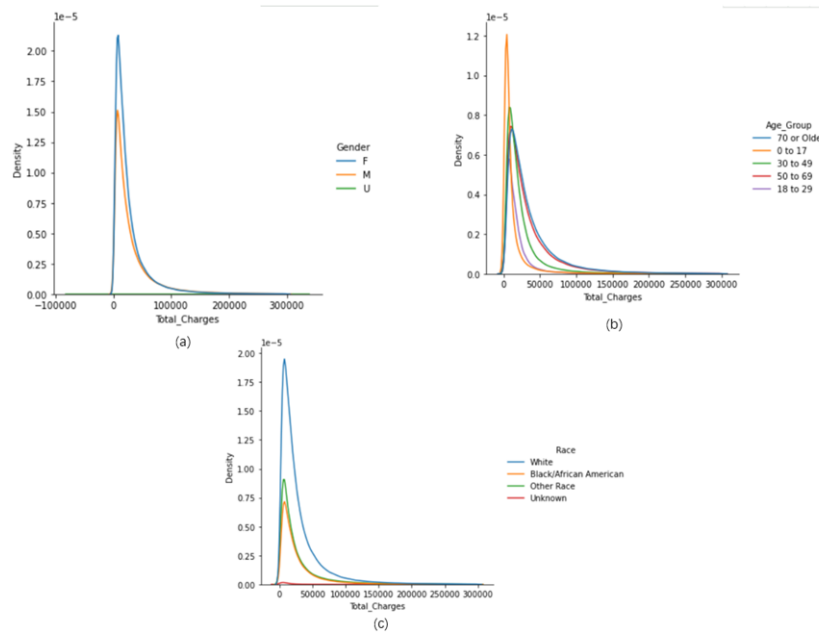 1e−5
2.00
1.75
1.50
1.25
1.00
0.75
0.50
0.25
0.00
Density
−100000 0 100000 200000 300000
Total_Charges
Gender
F
M
U
(a)
1e−5
1.2
1.0
0.8
0.6
0.4
0.2
0.0
Density
0 50000 100000 150000 200000 250000 300000
Total_Charges
Age_Group
70 or Olde
0 to 17
30 to 49
50 to 69
18 to 29
(b)
1e−5
2.00
1.75
1.50
1.25
1.00
0.75
0.50
0.25
0.00
Density
0 50000 100000 150000 200000 250000 300000
Total_Charges
Race
White
Black/African American
Other Race
Unknown
(c)